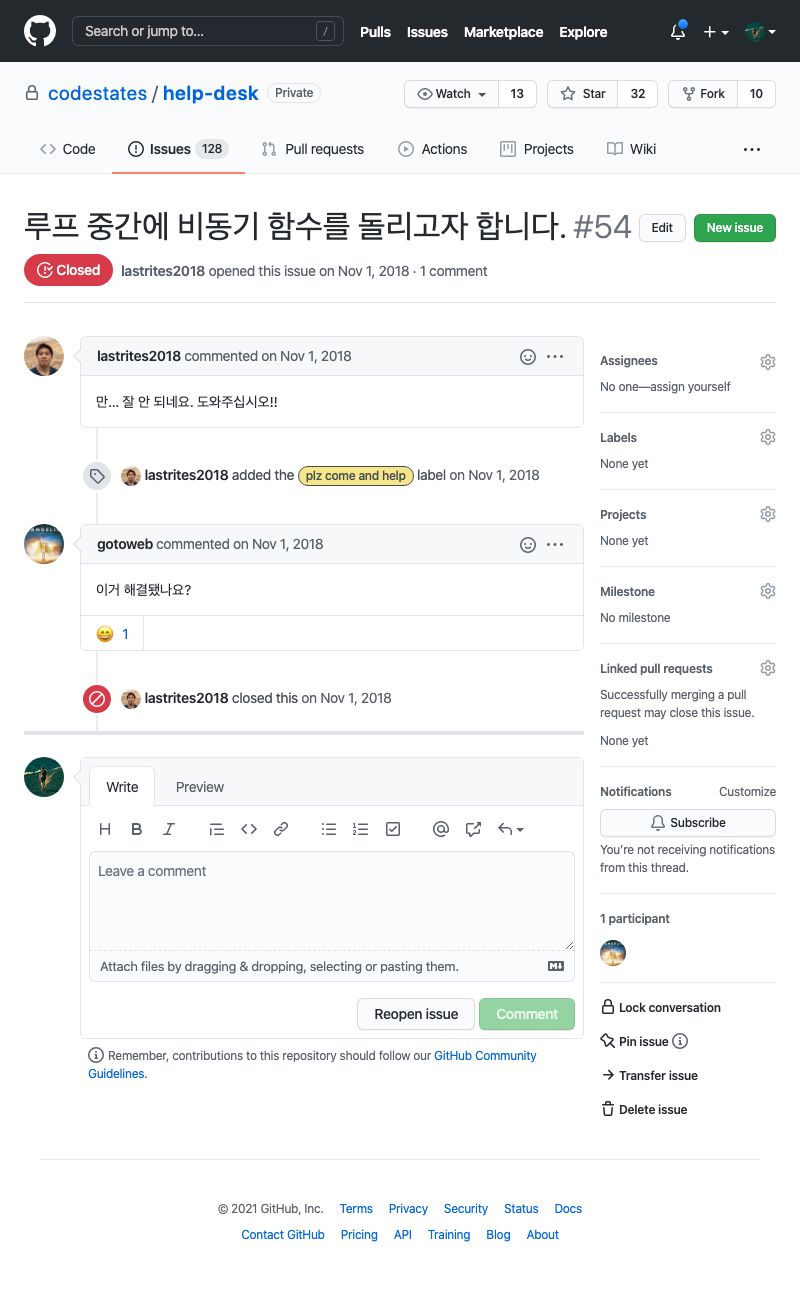 Search or jump to... /
Pulls Issues Marketplace Explore
codestates / help-desk Private
Watch 13 Star 32 Fork 10
Code Issues 128 Pull requests Actions Projects Wiki
루프 중간에 비동기 함수를 돌리고자 합니다. #54
Edit New issue
Closed lastrites2018 opened this issue on Nov 1, 2018 · 1 comment
lastrites2018 commented on Nov 1, 2018
만... 잘 안 되네요. 도와주십시오!!
lastrites2018 added the plz come and help label on Nov 1, 2018
gotoweb commented on Nov 1, 2018
이거 해결됐나요?
1
lastrites2018 closed this on Nov 1, 2018
Write Preview
Leave a comment
Attach files by dragging & dropping, selecting or pasting them.
Reopen issue Comment
Remember, contributions to this repository should follow our GitHub Community
Guidelines.
Assignees
No one—assign yourself
Labels
None yet
Projects
None yet
Milestone
No milestone
Linked pull requests
Successfully merging a pull
request may close this issue.
None yet
Notifications Customize
Subscribe
You're not receiving notifications
from this thread.
1 participant
Lock conversation
Pin issue
Transfer issue
Delete issue
© 2021 GitHub, Inc. Terms Privacy Security Status Docs
Contact GitHub Pricing API Training Blog About